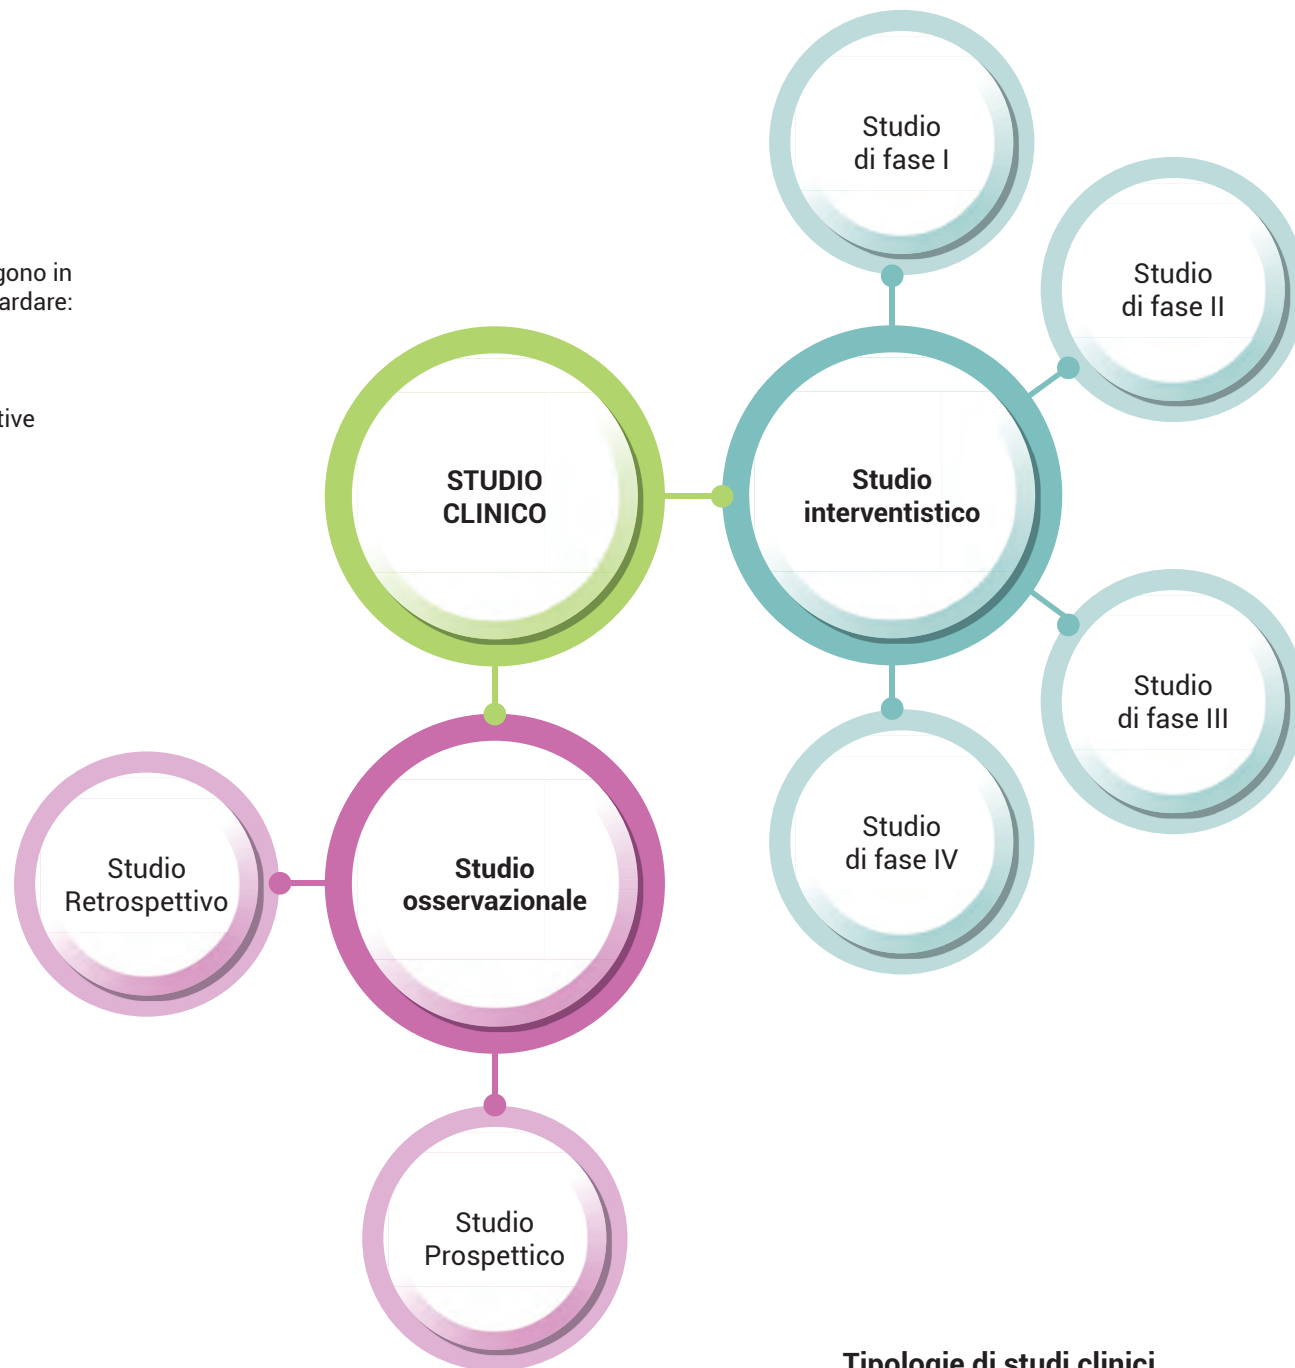 gono in
ardare:
tive
STUDIO
CLINICO
Studio
interventistico
Studio
di fase I
Studio
di fase II
Studio
di fase III
Studio
di fase IV
Studio
osservazionale
Studio
Retrospettivo
Studio
Prospettico
Tipologie di studi clinici